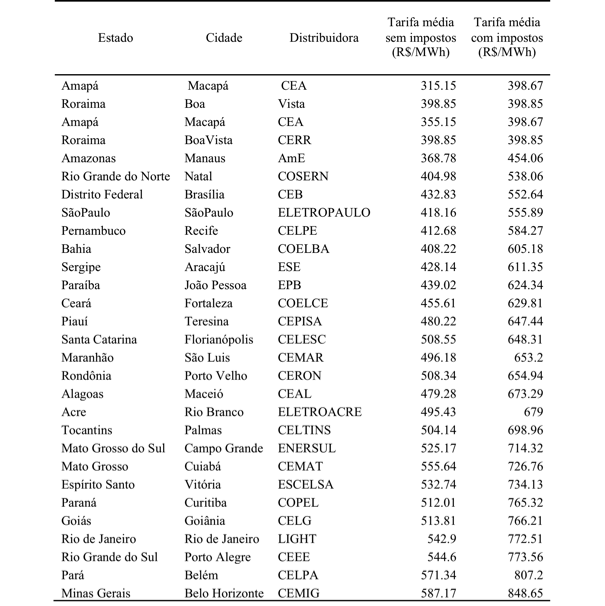 Estado Cidade Distribuidora Tarifa média sem impostos (R$/MWh) Tarifa média com impostos (R$/MWh)
Amapá Macapá CEA 315.15 398.67
Roraima Boa Vista 398.85 398.85
Amapá Macapá CEA 355.15 398.67
Roraima BoaVista CERR 398.85 398.85
Amazonas Manaus AmE 368.78 454.06
Rio Grande do Norte Natal COSERN 404.98 538.06
Distrito Federal Brasília CEB 432.83 552.64
SãoPaulo SãoPaulo ELETROPAULO 418.16 555.89
Pernambuco Recife CELPE 412.68 584.27
Bahia Salvador COELBA 408.22 605.18
Sergipe Aracajú ESE 428.14 611.35
Paraíba João Pessoa EPB 439.02 624.34
Ceará Fortaleza COELCE 455.61 629.81
Piauí Teresina CEPISA 480.22 647.44
Santa Catarina Florianópolis CELESC 508.55 648.31
Maranhão São Luis CEMAR 496.18 653.2
Rondônia Porto Velho CERON 508.34 654.94
Alagoas Maceió CEAL 479.28 673.29
Acre Rio Branco ELETROACRE 495.43 679
Tocantins Palmas CELTINS 504.14 698.96
Mato Grosso do Sul Campo Grande ENERSUL 525.17 714.32
Mato Grosso Cuiabá CEMAT 555.64 726.76
Espírito Santo Vitória ESCELSA 532.74 734.13
Paraná Curitiba COPEL 512.01 765.32
Goiás Goiânia CELG 513.81 766.21
Rio de Janeiro Rio de Janeiro LIGHT 542.9 772.51
Rio Grande do Sul Porto Alegre CEEE 544.6 773.56
Pará Belém CELPA 571.34 807.2
Minas Gerais Belo Horizonte CEMIG 587.17 848.65